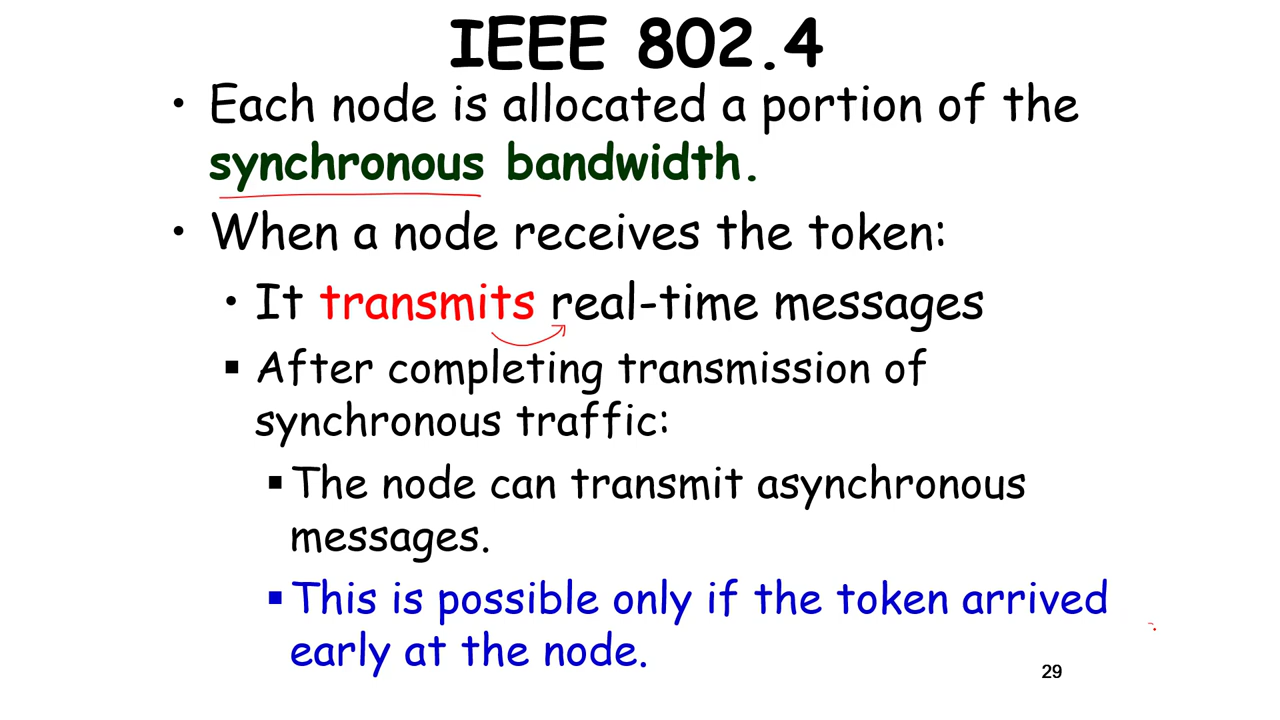 IEEE 802.4
• Each node is allocated a portion of the
synchronous bandwidth.
• When a node receives the token:
• It transmits real-time messages
▪ After completing transmission of
synchronous traffic:
▪ The node can transmit asynchronous
messages.
▪ This is possible only if the token arrived
early at the node.
29